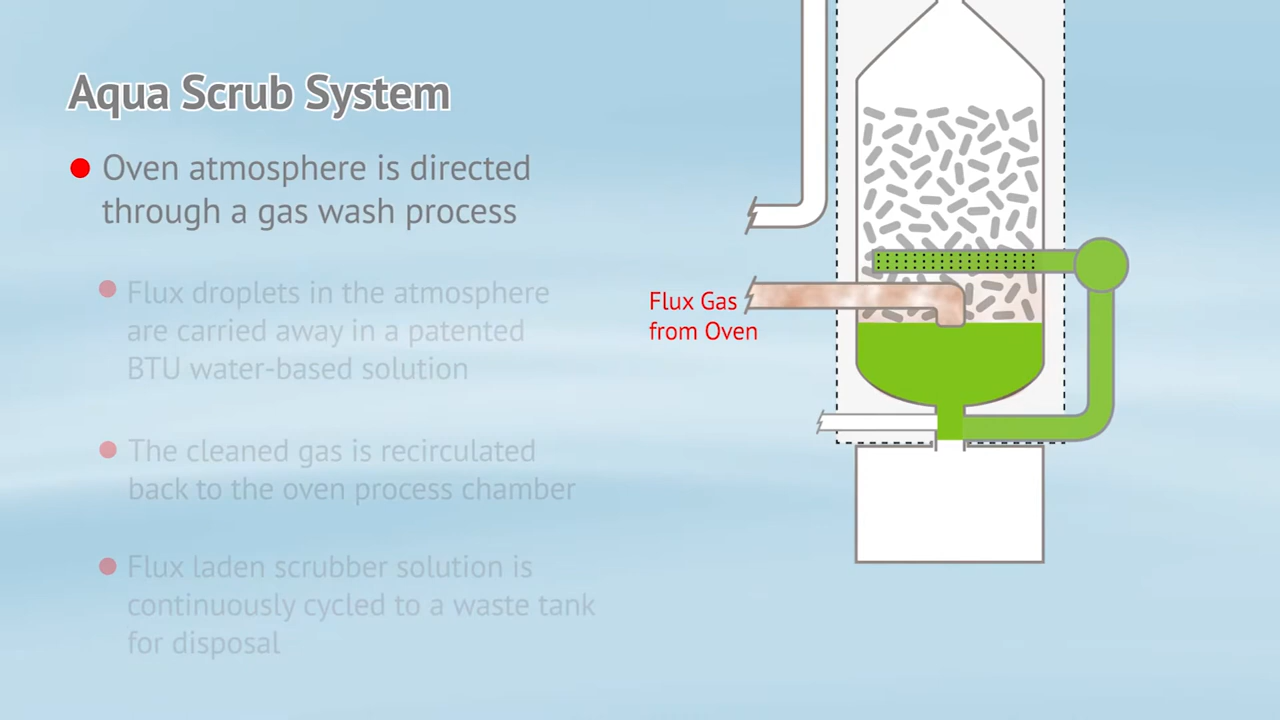 Aqua Scrub System
Oven atmosphere is directed
through a gas wash process
Flux droplets in the atmosphere
are carried away in a patented
BTU water-based solution
The cleaned gas is recirculated
back to the oven process chamber
Flux laden scrubber solution is
continuously cycled to a waste tank
for disposal
Flux Gas
from Oven